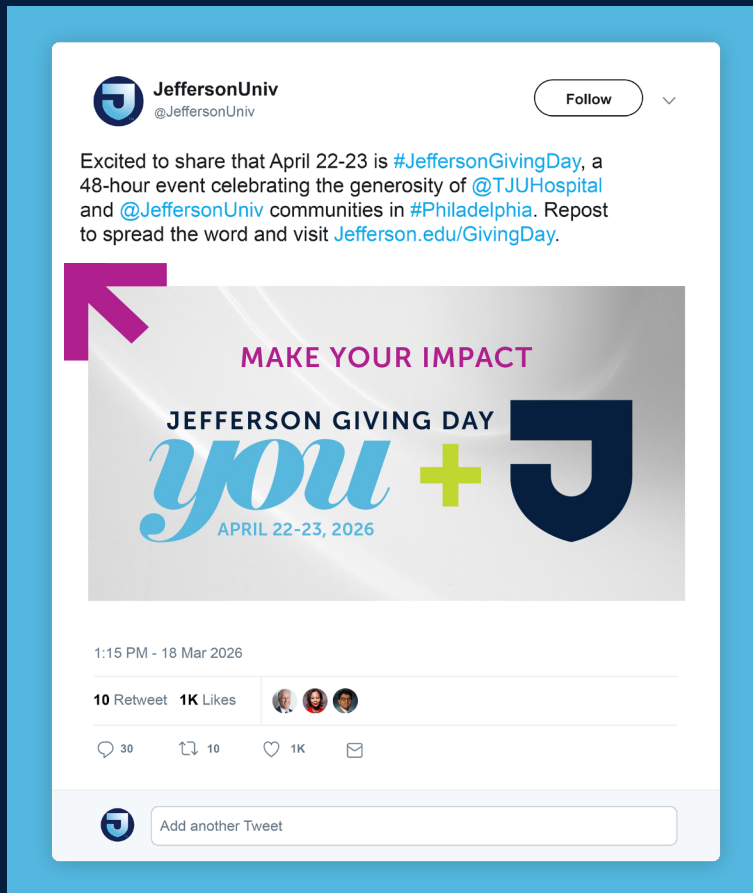 JeffersonUniv
@JeffersonUniv
Follow
Excited to share that April 22-23 is #JeffersonGivingDay, a
48-hour event celebrating the generosity of @TJUHospital
and @JeffersonUniv communities in #Philadelphia. Repost
to spread the word and visit Jefferson.edu/GivingDay.
MAKE YOUR IMPACT
JEFFERSON GIVING DAY
you +
APRIL 22-23, 2026
1:15 PM - 18 Mar 2026
10 Retweet 1K Likes
30 10 1K
Add another Tweet